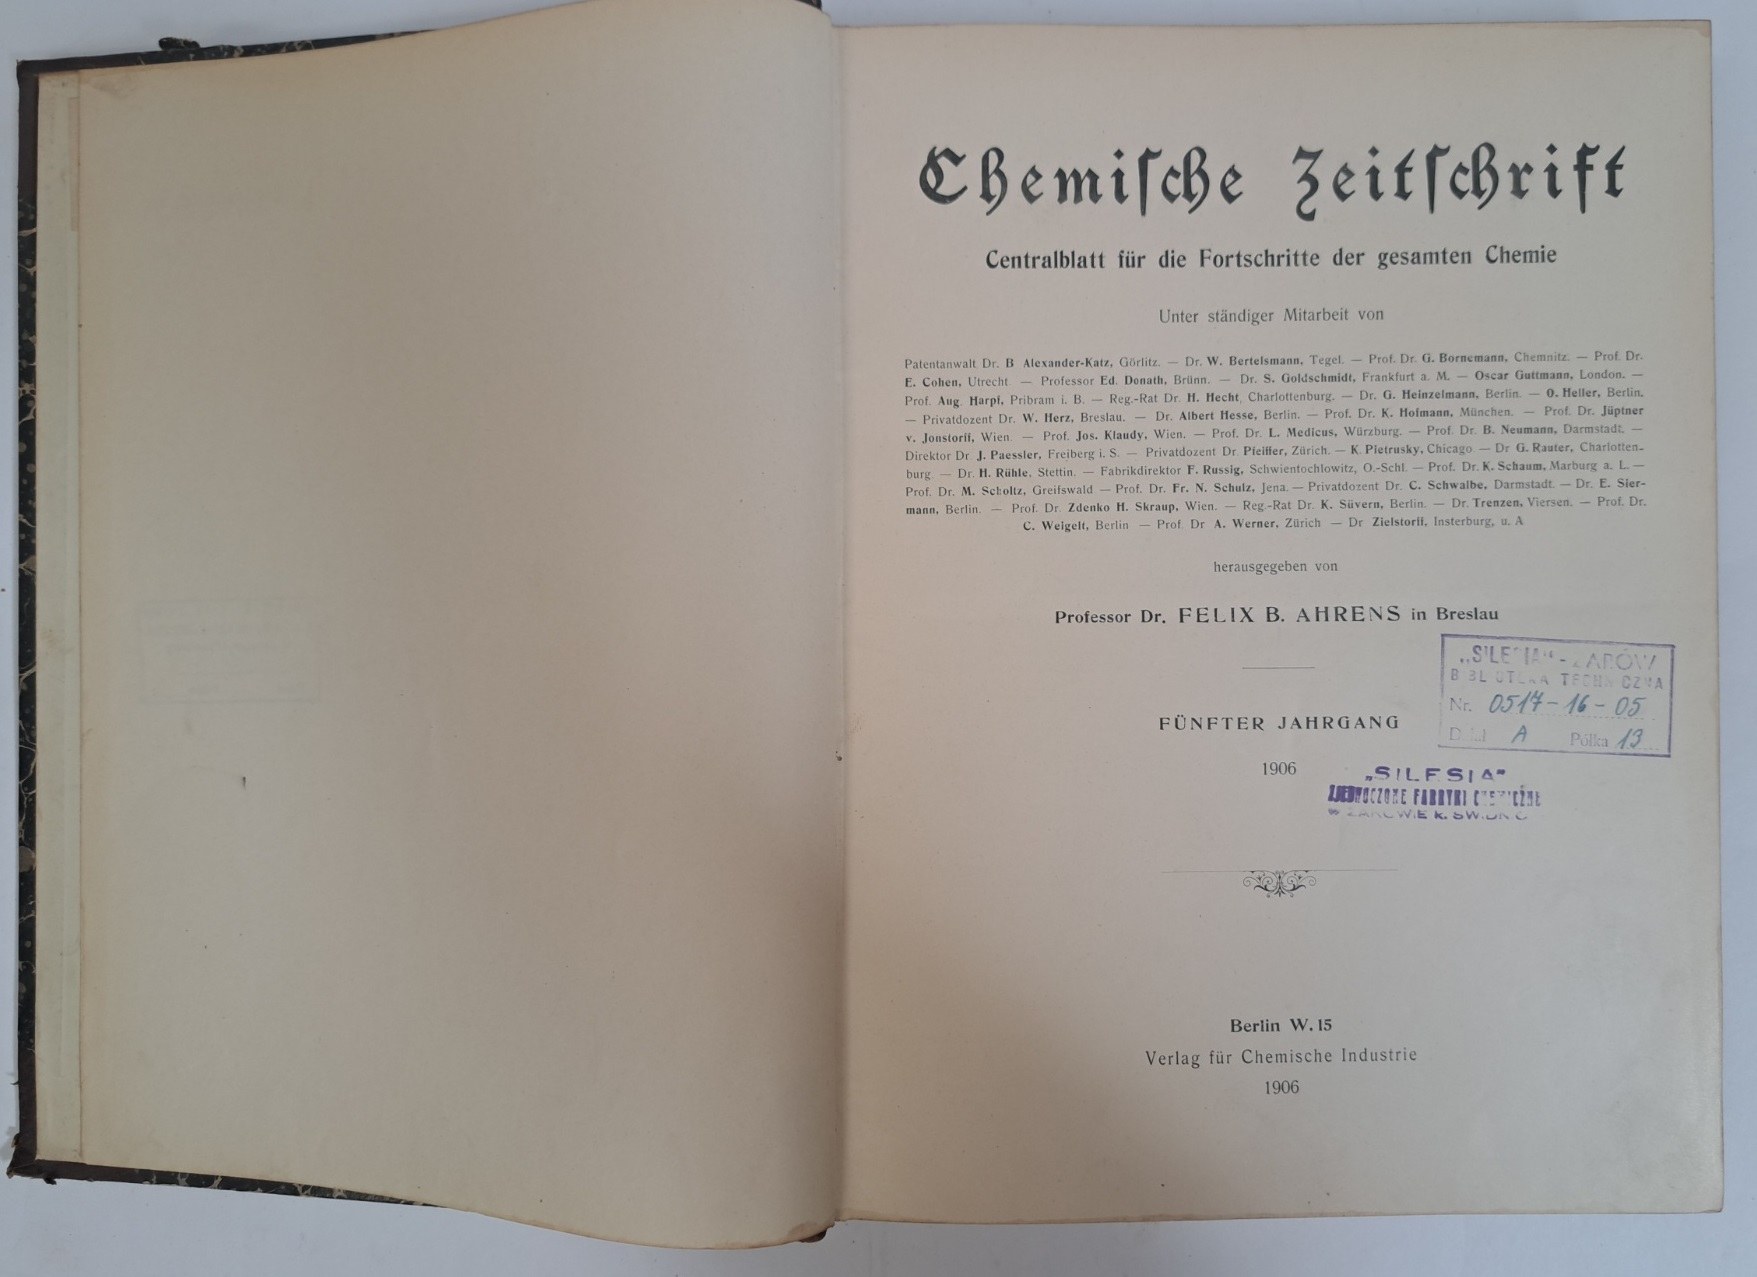 Chemiſche Zeitſchrift
Centralblatt für die Fortschritte der gesamten Chemie
Unter ständiger Mitarbeit von
Patentanwalt Dr. B Alexander-Katz, Görlitz. — Dr. W. Bertelsmann, Tegel. — Prof. Dr. G. Bornemann, Chemnitz. — Prof. Dr.
E. Cohen, Utrecht. — Professor Ed. Donath, Brünn. — Dr. S. Goldschmidt, Frankfurt a. M. — Oscar Guttmann, London. —
Prof. Aug. Harpf, Pribram i. B. — Reg.-Rat Dr. H. Hecht, Charlottenburg. — Dr. G. Heinzelmann, Berlin. — O. Heller, Berlin.
— Privatdozent Dr. W. Herz, Breslau. — Dr. Albert Hesse, Berlin. — Prof. Dr. K. Hofmann, München. — Prof. Dr. Jüptner
v. Jonstorff, Wien. — Prof. Jos. Klaudy, Wien. — Prof. Dr. L. Medicus, Würzburg. — Prof. Dr. B. Neumann, Darmstadt. —
Direktor Dr. J. Paessler, Freiberg i. S. — Privatdozent Dr. Pfeiffer, Zürich. — K. Pietrusky, Chicago. — Dr G. Rauter, Charlotten-
burg — Dr. H. Rühle, Stettin. — Fabrikdirektor F. Russig, Schwientochlowitz, O.-Schl. — Prof. Dr. K. Schaum, Marburg a. L. —
Prof. Dr. M. Scholtz, Greifswald — Prof. Dr. Fr. N. Schulz, Jena. — Privatdozent Dr. C. Schwalbe, Darmstadt. — Dr. E. Sier-
mann, Berlin. — Prof. Dr. Zdenko H. Skraup, Wien. — Reg.-Rat Dr. K. Süvern, Berlin. — Dr. Trenzen, Viersen. — Prof. Dr.
C. Weigelt, Berlin — Prof. Dr A. Werner, Zürich — Dr Zielstorff, Insterburg, u. A
herausgegeben von
Professor Dr. FELIX B. AHRENS in Breslau
„SILESIA" - ŻARÓW
BIBLIOTEKA TECHNICZNA
Nr. 0517-16-05
Dział A Półka 13
FÜNFTER JAHRGANG
1906
„SILESIA"
ZJEDNOCZONE FABRYKI CHEMICZNE
W ŻAROWIE K.
Berlin W. 15
Verlag für Chemische Industrie
1906